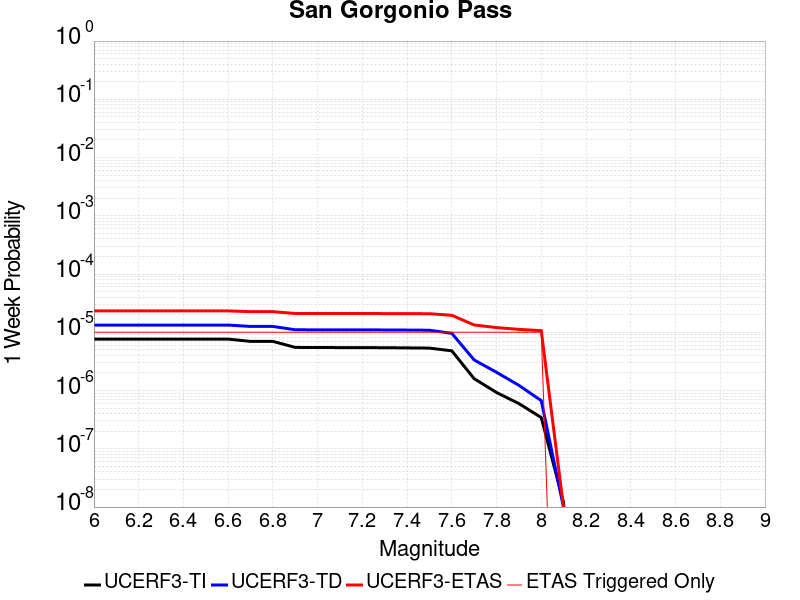 San Gorgonio Pass
1 Week Probability
10^0
10^-1
10^-2
10^-3
10^-4
10^-5
10^-6
10^-7
10^-8
6 6.2 6.4 6.6 6.8 7 7.2 7.4 7.6 7.8 8 8.2 8.4 8.6 8.8 9
Magnitude
UCERF3-TI UCERF3-TD UCERF3-ETAS ETAS Triggered Only